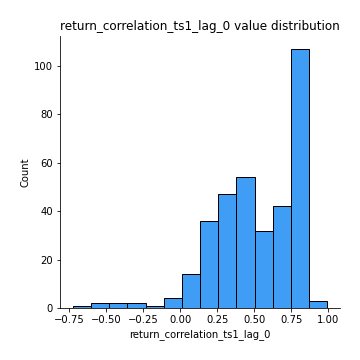 return_correlation_ts1_lag_0 value distribution
100
80
60
40
20
0
Count
−0.75 −0.50 −0.25 0.00 0.25 0.50 0.75 1.00
return_correlation_ts1_lag_0